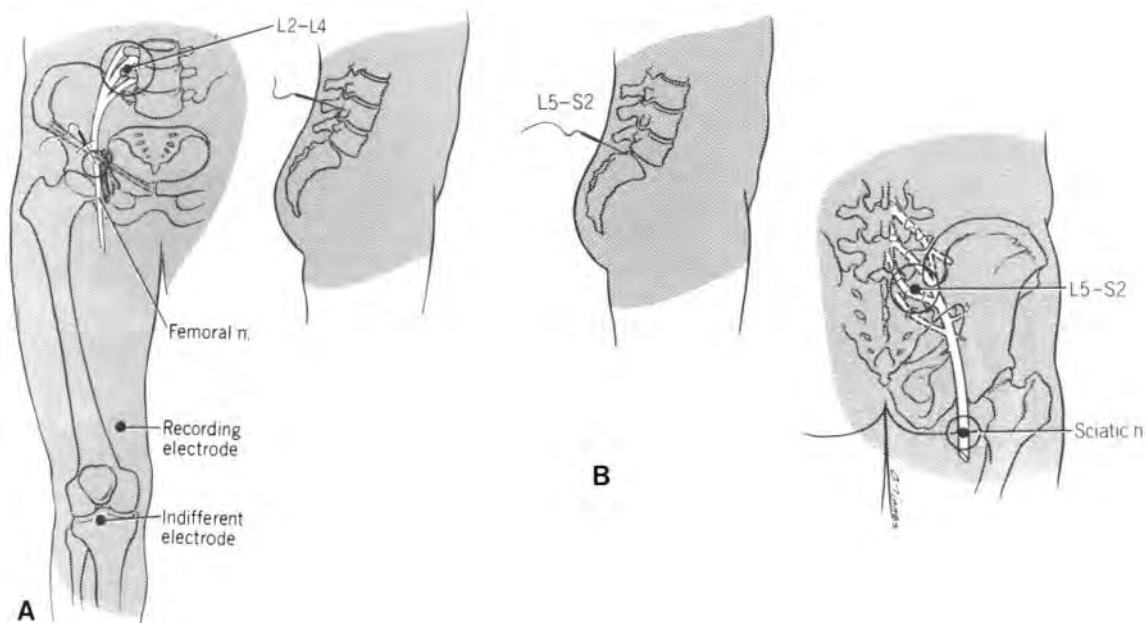 L2–L4
Femoral n.
Recording
electrode
Indifferent
electrode
A
L5–S2
L5–S2
Sciatic n
B